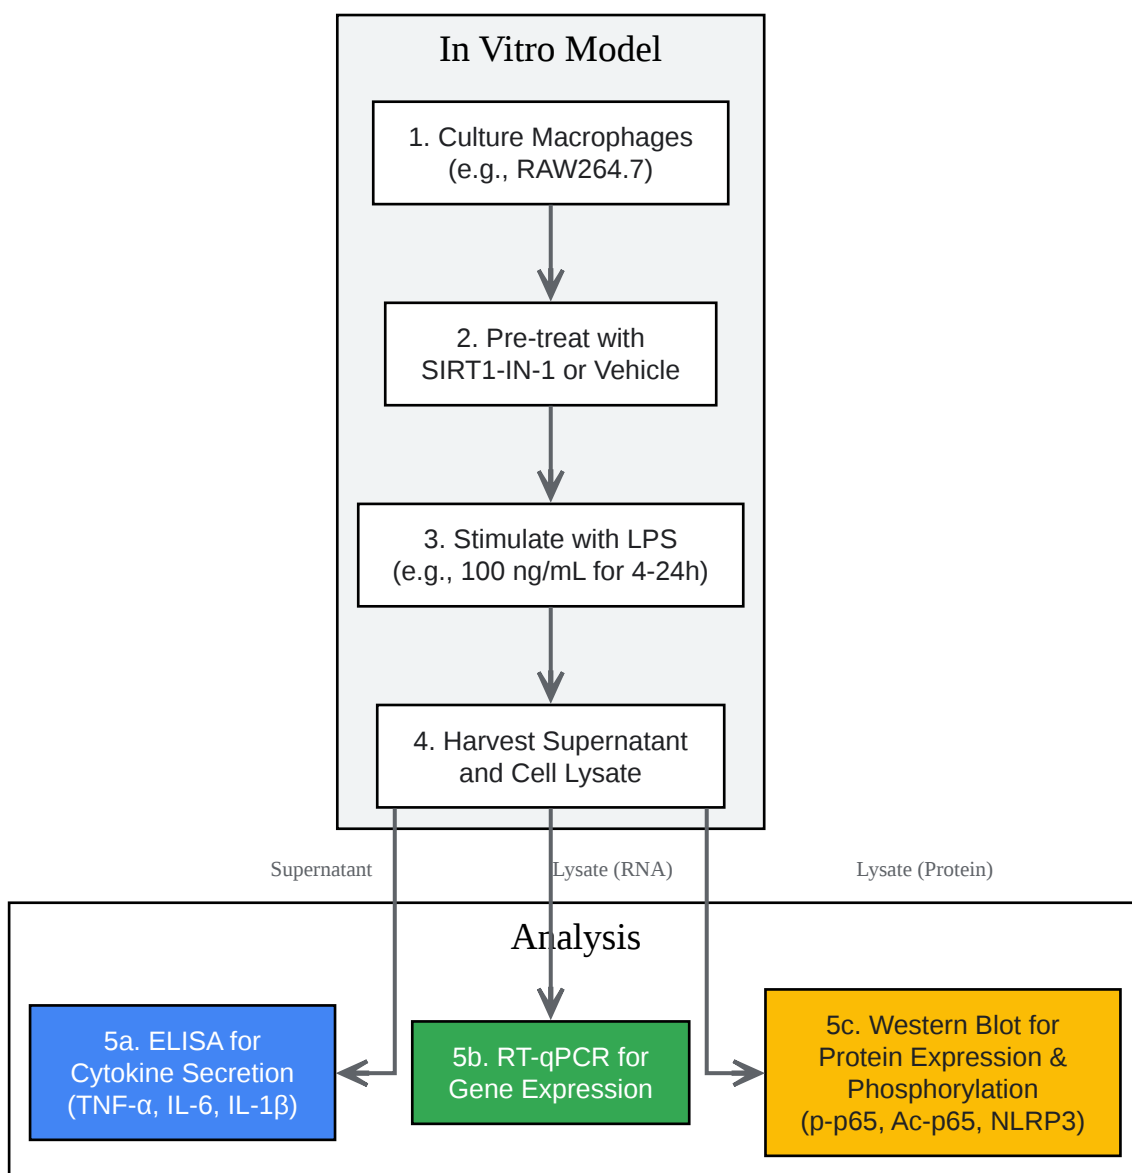 In Vitro Model
1. Culture Macrophages
(e.g., RAW264.7)
2. Pre-treat with
SIRT1-IN-1 or Vehicle
3. Stimulate with LPS
(e.g., 100 ng/mL for 4-24h)
4. Harvest Supernatant
and Cell Lysate
Supernatant
Lysate (RNA)
Lysate (Protein)
Analysis
5a. ELISA for
Cytokine Secretion
(TNF-α, IL-6, IL-1β)
5b. RT-qPCR for
Gene Expression
5c. Western Blot for
Protein Expression &
Phosphorylation
(p-p65, Ac-p65, NLRP3)